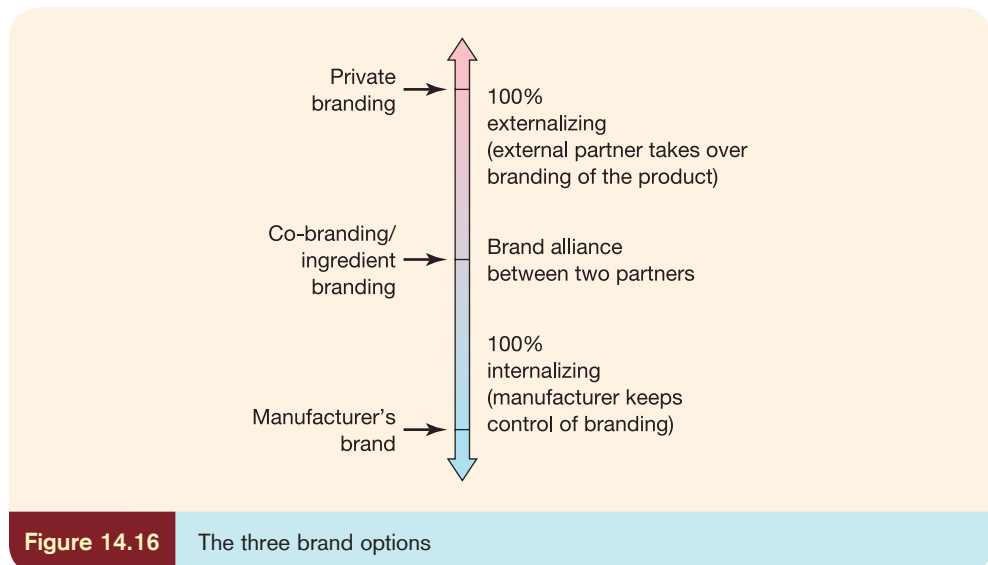 Private
branding
100%
externalizing
(external partner takes over
branding of the product)
Co-branding/
ingredient
branding
Brand alliance
between two partners
100%
internalizing
(manufacturer keeps
control of branding)
Manufacturer's
brand
Figure 14.16
The three brand options